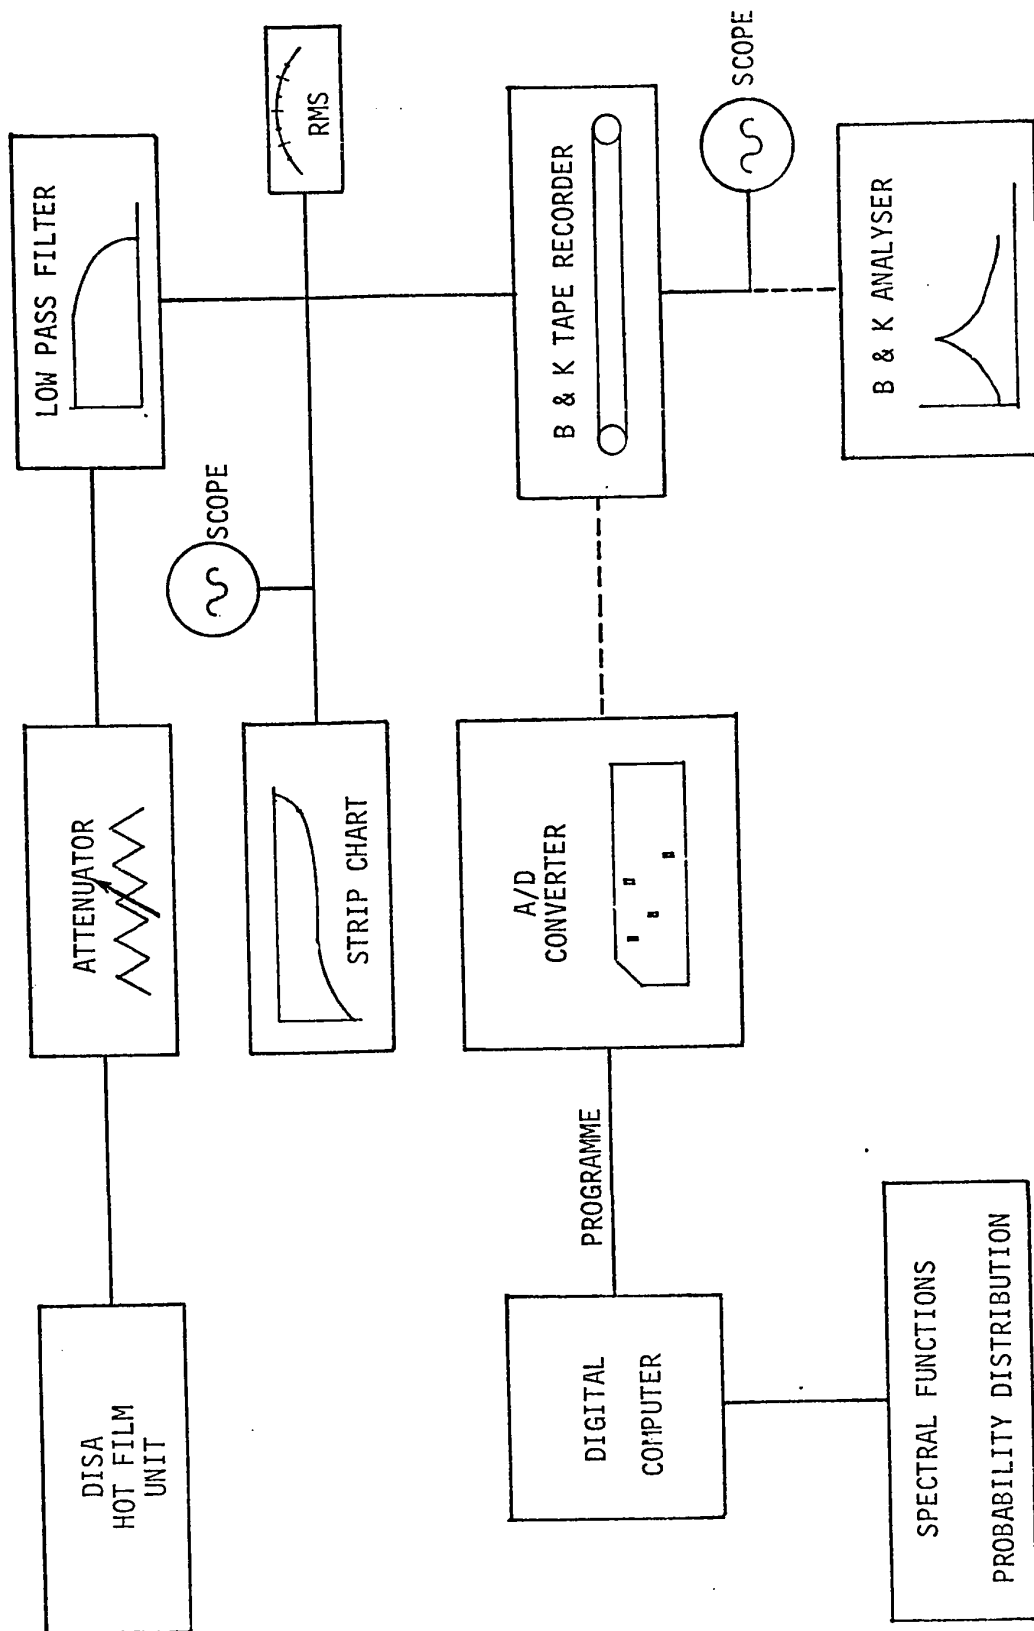 DISA
HOT FILM
UNIT
ATTENUATOR
LOW PASS FILTER
STRIP CHART
SCOPE
RMS
DIGITAL
COMPUTER
PROGRAMME
A/D
CONVERTER
B & K TAPE RECORDER
SCOPE
SPECTRAL FUNCTIONS
PROBABILITY DISTRIBUTION
B & K ANALYSER